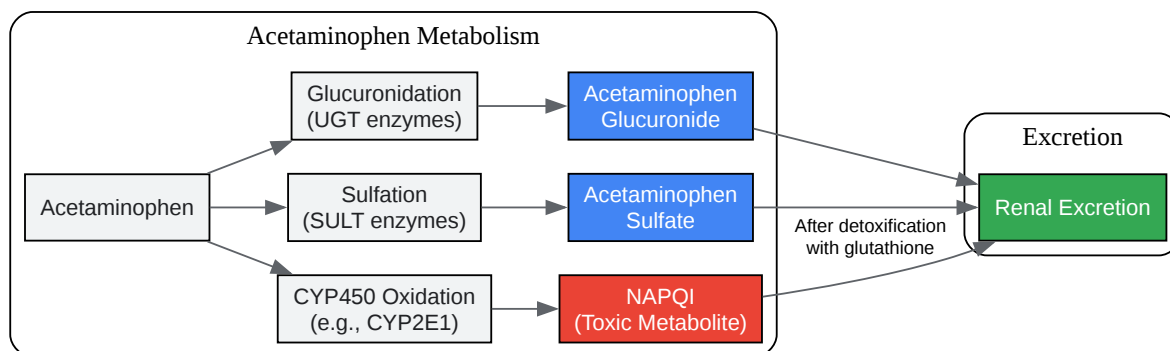 Acetaminophen Metabolism
Glucuronidation
(UGT enzymes)
Acetaminophen
Glucuronide
Excretion
Acetaminophen
Sulfation
(SULT enzymes)
Acetaminophen
Sulfate
Renal Excretion
After detoxification
with glutathione
CYP450 Oxidation
(e.g., CYP2E1)
NAPQI
(Toxic Metabolite)